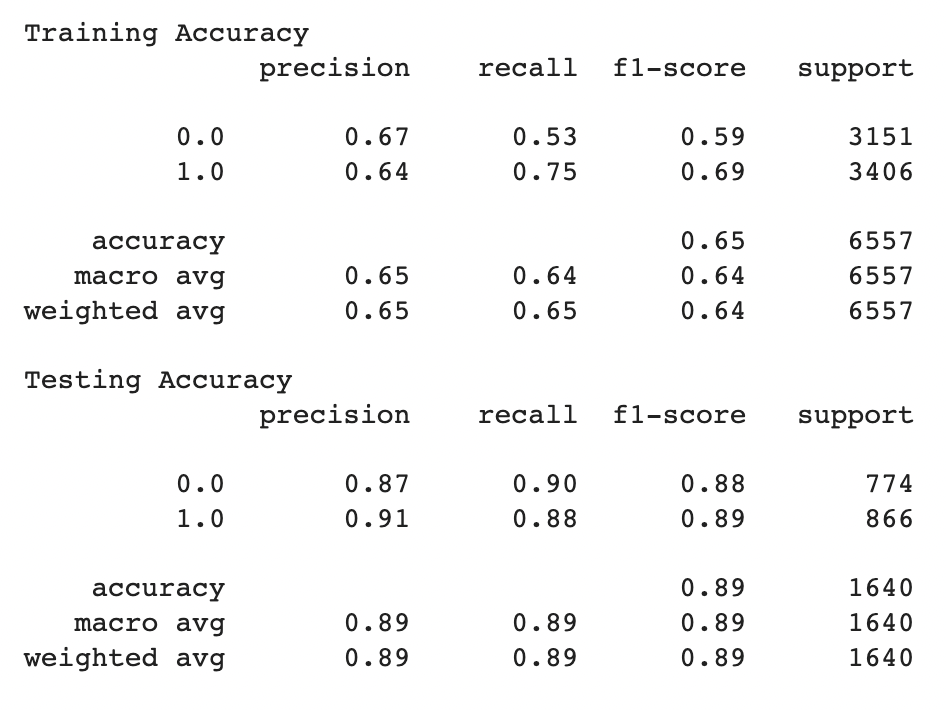 Training Accuracy
precision recall f1-score support
0.0 0.67 0.53 0.59 3151
1.0 0.64 0.75 0.69 3406
accuracy 0.65 6557
macro avg 0.65 0.64 0.64 6557
weighted avg 0.65 0.65 0.64 6557
Testing Accuracy
precision recall f1-score support
0.0 0.87 0.90 0.88 774
1.0 0.91 0.88 0.89 866
accuracy 0.89 1640
macro avg 0.89 0.89 0.89 1640
weighted avg 0.89 0.89 0.89 1640